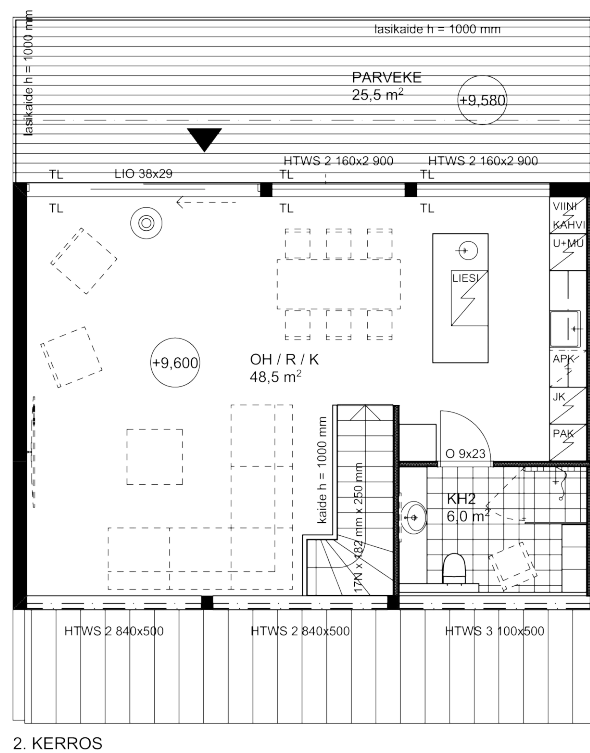 lasikaide h = 1000 mm
lasikaide h = 1000 mm
PARVEKE
25,5 m²
+9,580
HTWS 2 160x2 900
HTWS 2 160x2 900
TL
LIO 38x29
TL
TL
TL
TL
TL
VIINI
KAHVI
U+MU
LIESI
+9,600
OH / R / K
48,5 m²
APK
JK
PAK
kaide h = 1000 mm
17N x 182 mm x 250 mm
O 9x23
KH2
6,0 m²
HTWS 2 840x500
HTWS 2 840x500
HTWS 3 100x500
2. KERROS